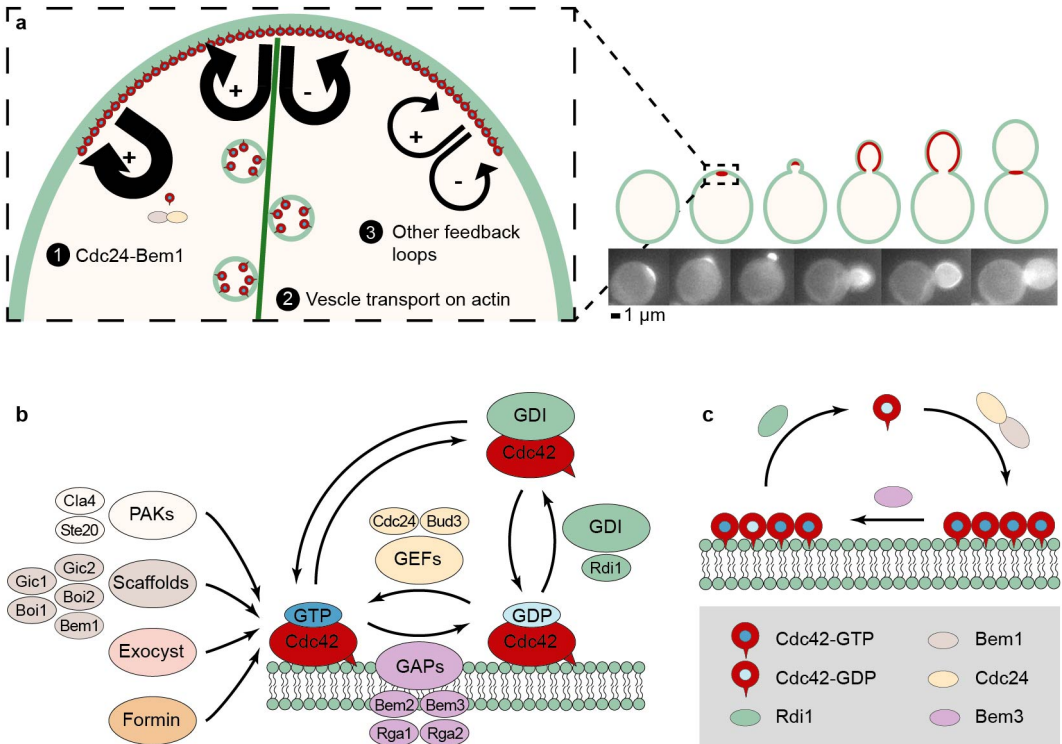 a
+
+
-
+
-
1 Cdc24-Bem1
3 Other feedback
loops
2 Vescle transport on actin
1 µm
b
GDI
Cdc42
Cla4
Ste20
PAKs
Gic1
Gic2
Boi1
Boi2
Bem1
Scaffolds
Exocyst
Formin
Cdc24
Bud3
GEFs
GDI
Rdi1
GTP
Cdc42
GDP
Cdc42
GAPs
Bem2
Bem3
Rga1
Rga2
c
Cdc42-GTP
Cdc42-GDP
Rdi1
Bem1
Cdc24
Bem3